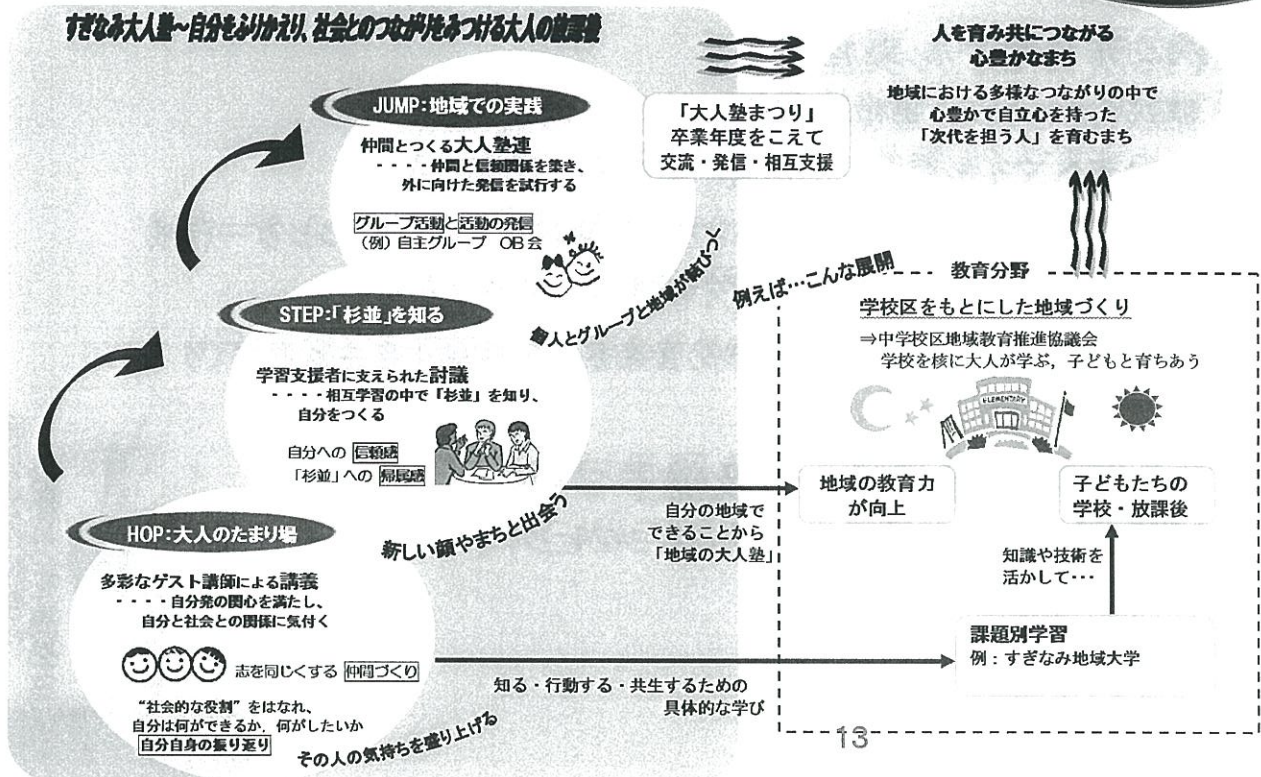 すぎなみ大人塾～自分をふりかえり、社会とのつながりをみつける大人の放課後
JUMP:地域での実践
仲間とつくる大人塾連
・・・・仲間と信頼関係を築き、
外に向けた発信を試行する
グループ活動と活動の発信
（例）自主グループ　OB会
個人とグループと地域が結びつく
STEP:「杉並」を知る
学習支援者に支えられた討議
・・・・相互学習の中で「杉並」を知り、
自分をつくる
自分への 信頼感
「杉並」への 帰属感
新しい顔やまちと出会う
HOP:大人のたまり場
多彩なゲスト講師による講義
・・・・自分発の関心を満たし、
自分と社会との関係に気付く
志を同じくする 仲間づくり
“社会的な役割”をはなれ、
自分は何ができるか，何がしたいか
自分自身の振り返り
その人の気持ちを盛り上げる
「大人塾まつり」
卒業年度をこえて
交流・発信・相互支援
人を育み共につながる
心豊かなまち
地域における多様なつながりの中で
心豊かで自立心を持った
「次代を担う人」を育むまち
例えば…こんな展開
教育分野
学校区をもとにした地域づくり
⇒中学校区地域教育推進協議会
学校を核に大人が学ぶ，子どもと育ちあう
ELEMENTARY
地域の教育力
が向上
子どもたちの
学校・放課後
自分の地域で
できることから
「地域の大人塾」
知識や技術を
活かして･･･
課題別学習
例：すぎなみ地域大学
知る・行動する・共生するための
具体的な学び
13